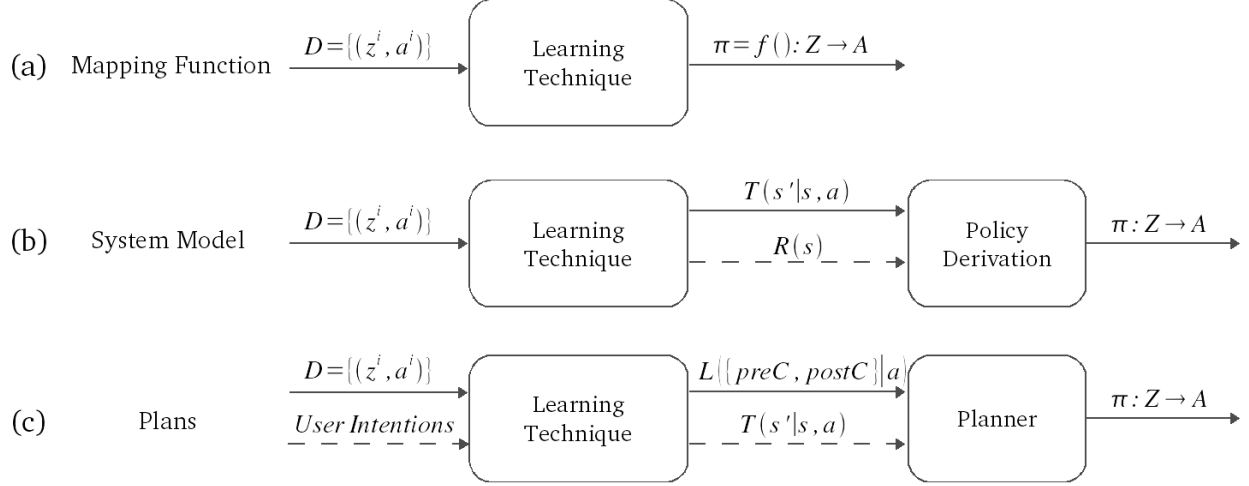 (a) Mapping Function D={(z^i, a^i)} Learning Technique π=f(): Z→A
(b) System Model D={(z^i, a^i)} Learning Technique T(s'|s,a) R(s) Policy Derivation π: Z→A
(c) Plans D={(z^i, a^i)} User Intentions Learning Technique L({preC, postC}|a) T(s'|s,a) Planner π: Z→A